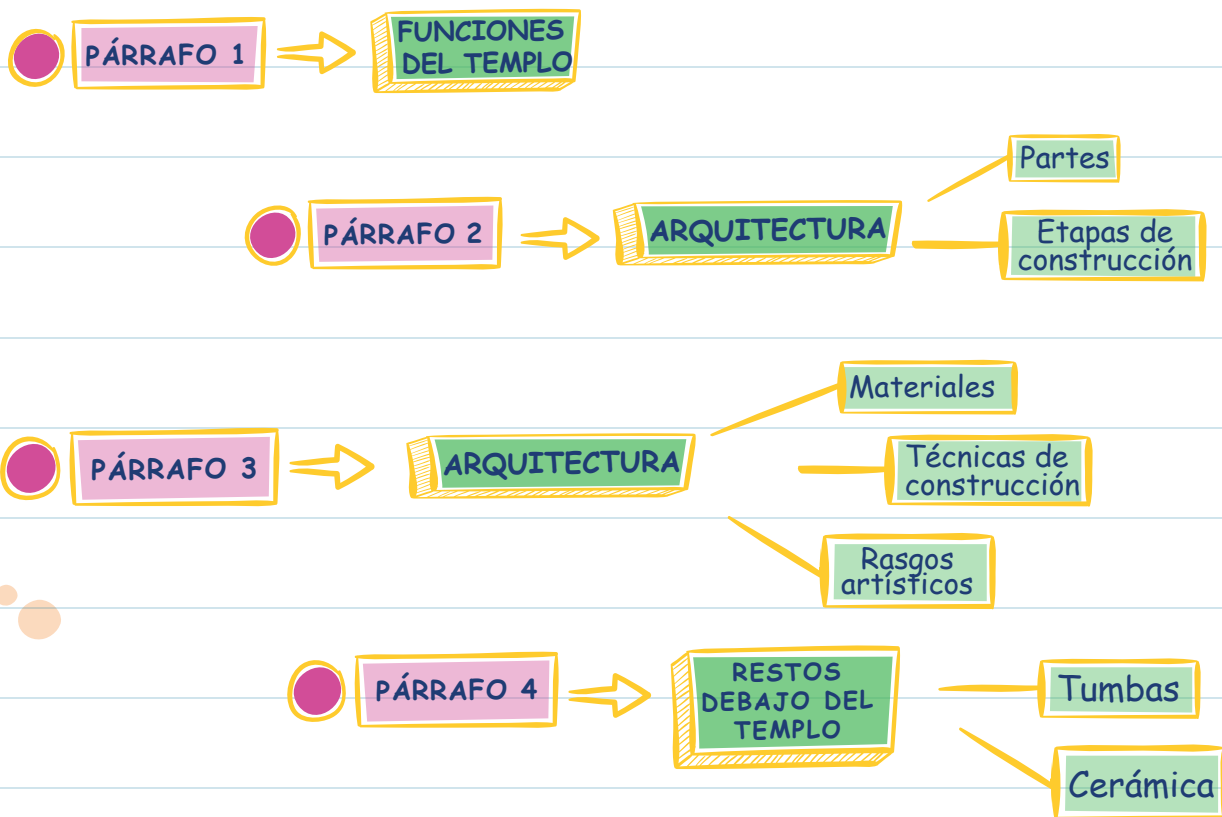 PÁRRAFO 1
FUNCIONES
DEL TEMPLO
PÁRRAFO 2
ARQUITECTURA
Partes
Etapas de
construcción
PÁRRAFO 3
ARQUITECTURA
Materiales
Técnicas de
construcción
Rasgos
artísticos
PÁRRAFO 4
RESTOS
DEBAJO DEL
TEMPLO
Tumbas
Cerámica